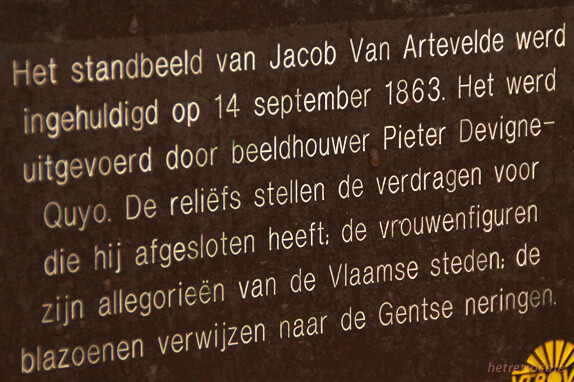 Het standbeeld van Jacob Van Artevelde werd
ingehuldigd op 14 september 1863. Het werd
uitgevoerd door beeldhouwer Pieter Devigne-
Quyo. De reliëfs stellen de verdragen voor
die hij afgesloten heeft; de vrouwenfiguren
zijn allegorieën van de Vlaamse steden; de
blazoenen verwijzen naar de Gentse neringen.